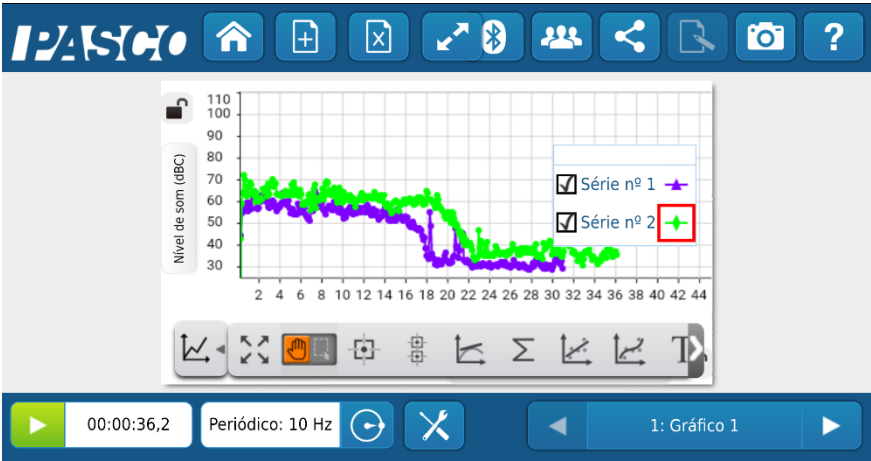 PASCO
?
110
100
90
80
70
60
50
40
30
Nível de som (dBC)
Série nº 1
Série nº 2
2 4 6 8 10 12 14 16 18 20 22 24 26 28 30 32 34 36 38 40 42 44
Σ
T
00:00:36,2
Periódico: 10 Hz
1: Gráfico 1